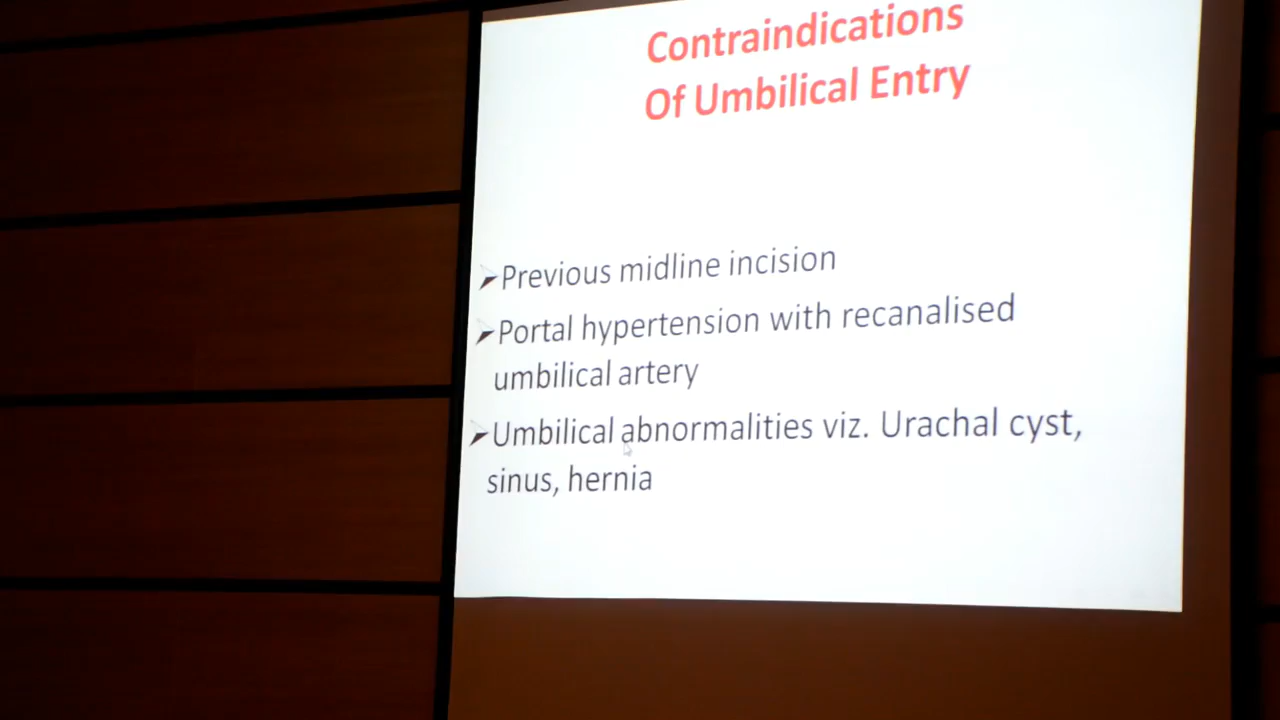 Contraindications
Of Umbilical Entry
➤Previous midline incision
➤Portal hypertension with recanalised
umbilical artery
➤Umbilical abnormalities viz. Urachal cyst,
sinus, hernia